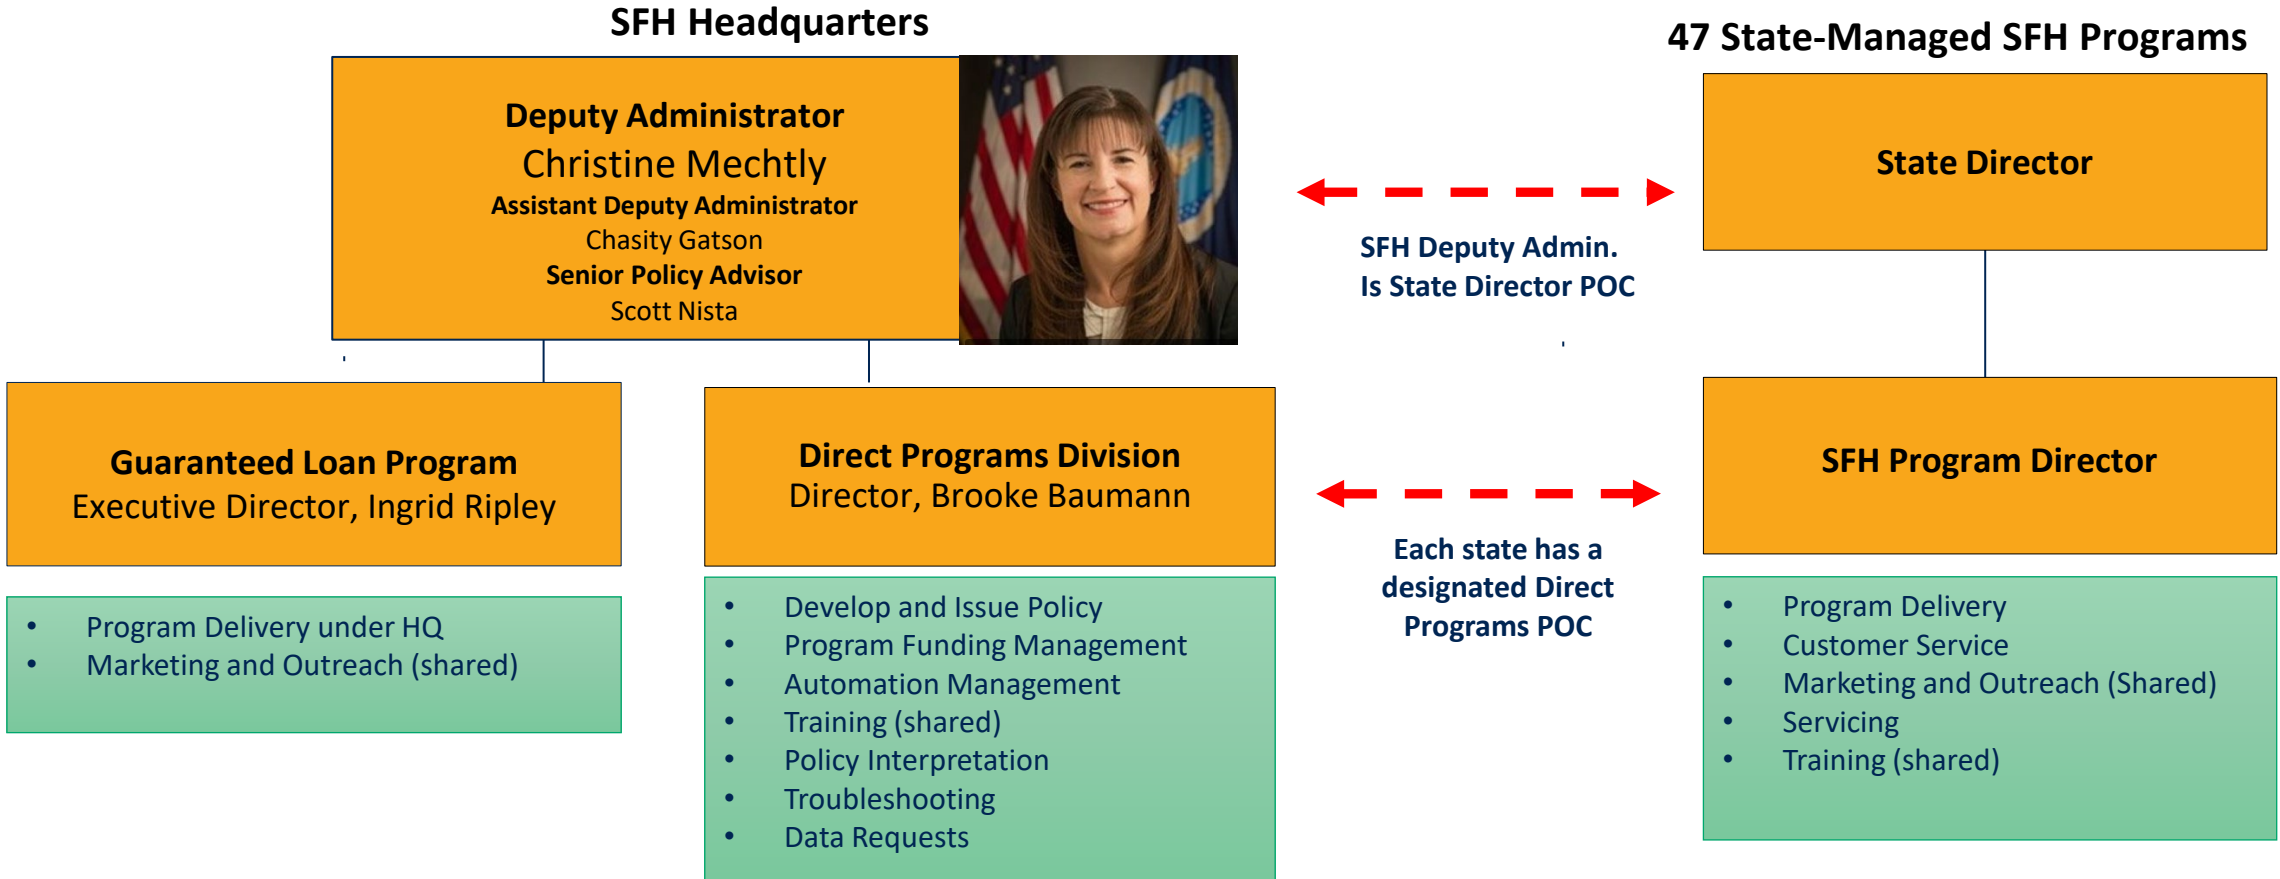 SFH Headquarters
47 State-Managed SFH Programs
Deputy Administrator
Christine Mechtly
Assistant Deputy Administrator
Chasity Gatson
Senior Policy Advisor
Scott Nista
SFH Deputy Admin.
Is State Director POC
State Director
Guaranteed Loan Program
Executive Director, Ingrid Ripley
• Program Delivery under HQ
• Marketing and Outreach (shared)
Direct Programs Division
Director, Brooke Baumann
• Develop and Issue Policy
• Program Funding Management
• Automation Management
• Training (shared)
• Policy Interpretation
• Troubleshooting
• Data Requests
Each state has a
designated Direct
Programs POC
SFH Program Director
• Program Delivery
• Customer Service
• Marketing and Outreach (Shared)
• Servicing
• Training (shared)